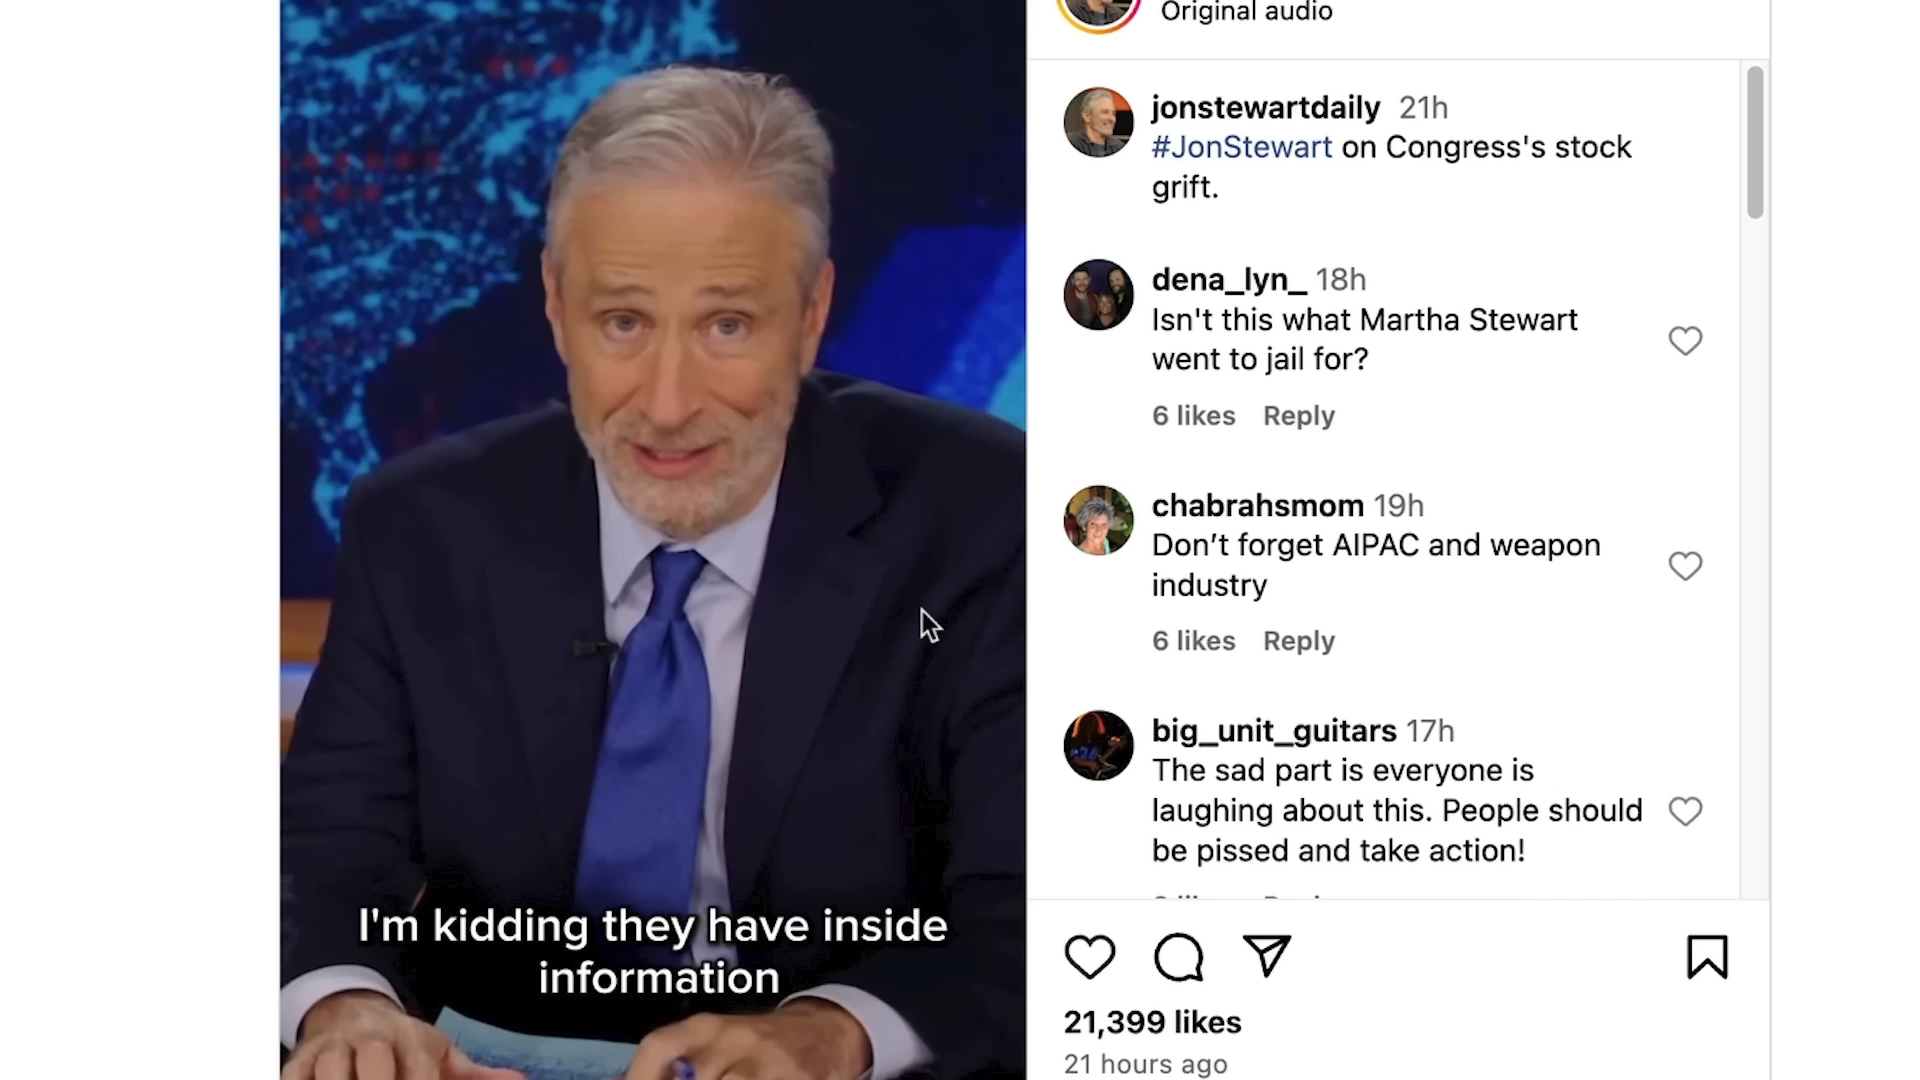 Original audio
jonstewartdaily 21h
#JonStewart on Congress's stock
grift.
dena_lyn_ 18h
Isn't this what Martha Stewart
went to jail for?
6 likes Reply
chabrahsmom 19h
Don’t forget AIPAC and weapon
industry
6 likes Reply
big_unit_guitars 17h
The sad part is everyone is
laughing about this. People should
be pissed and take action!
21,399 likes
21 hours ago
I'm kidding they have inside
information